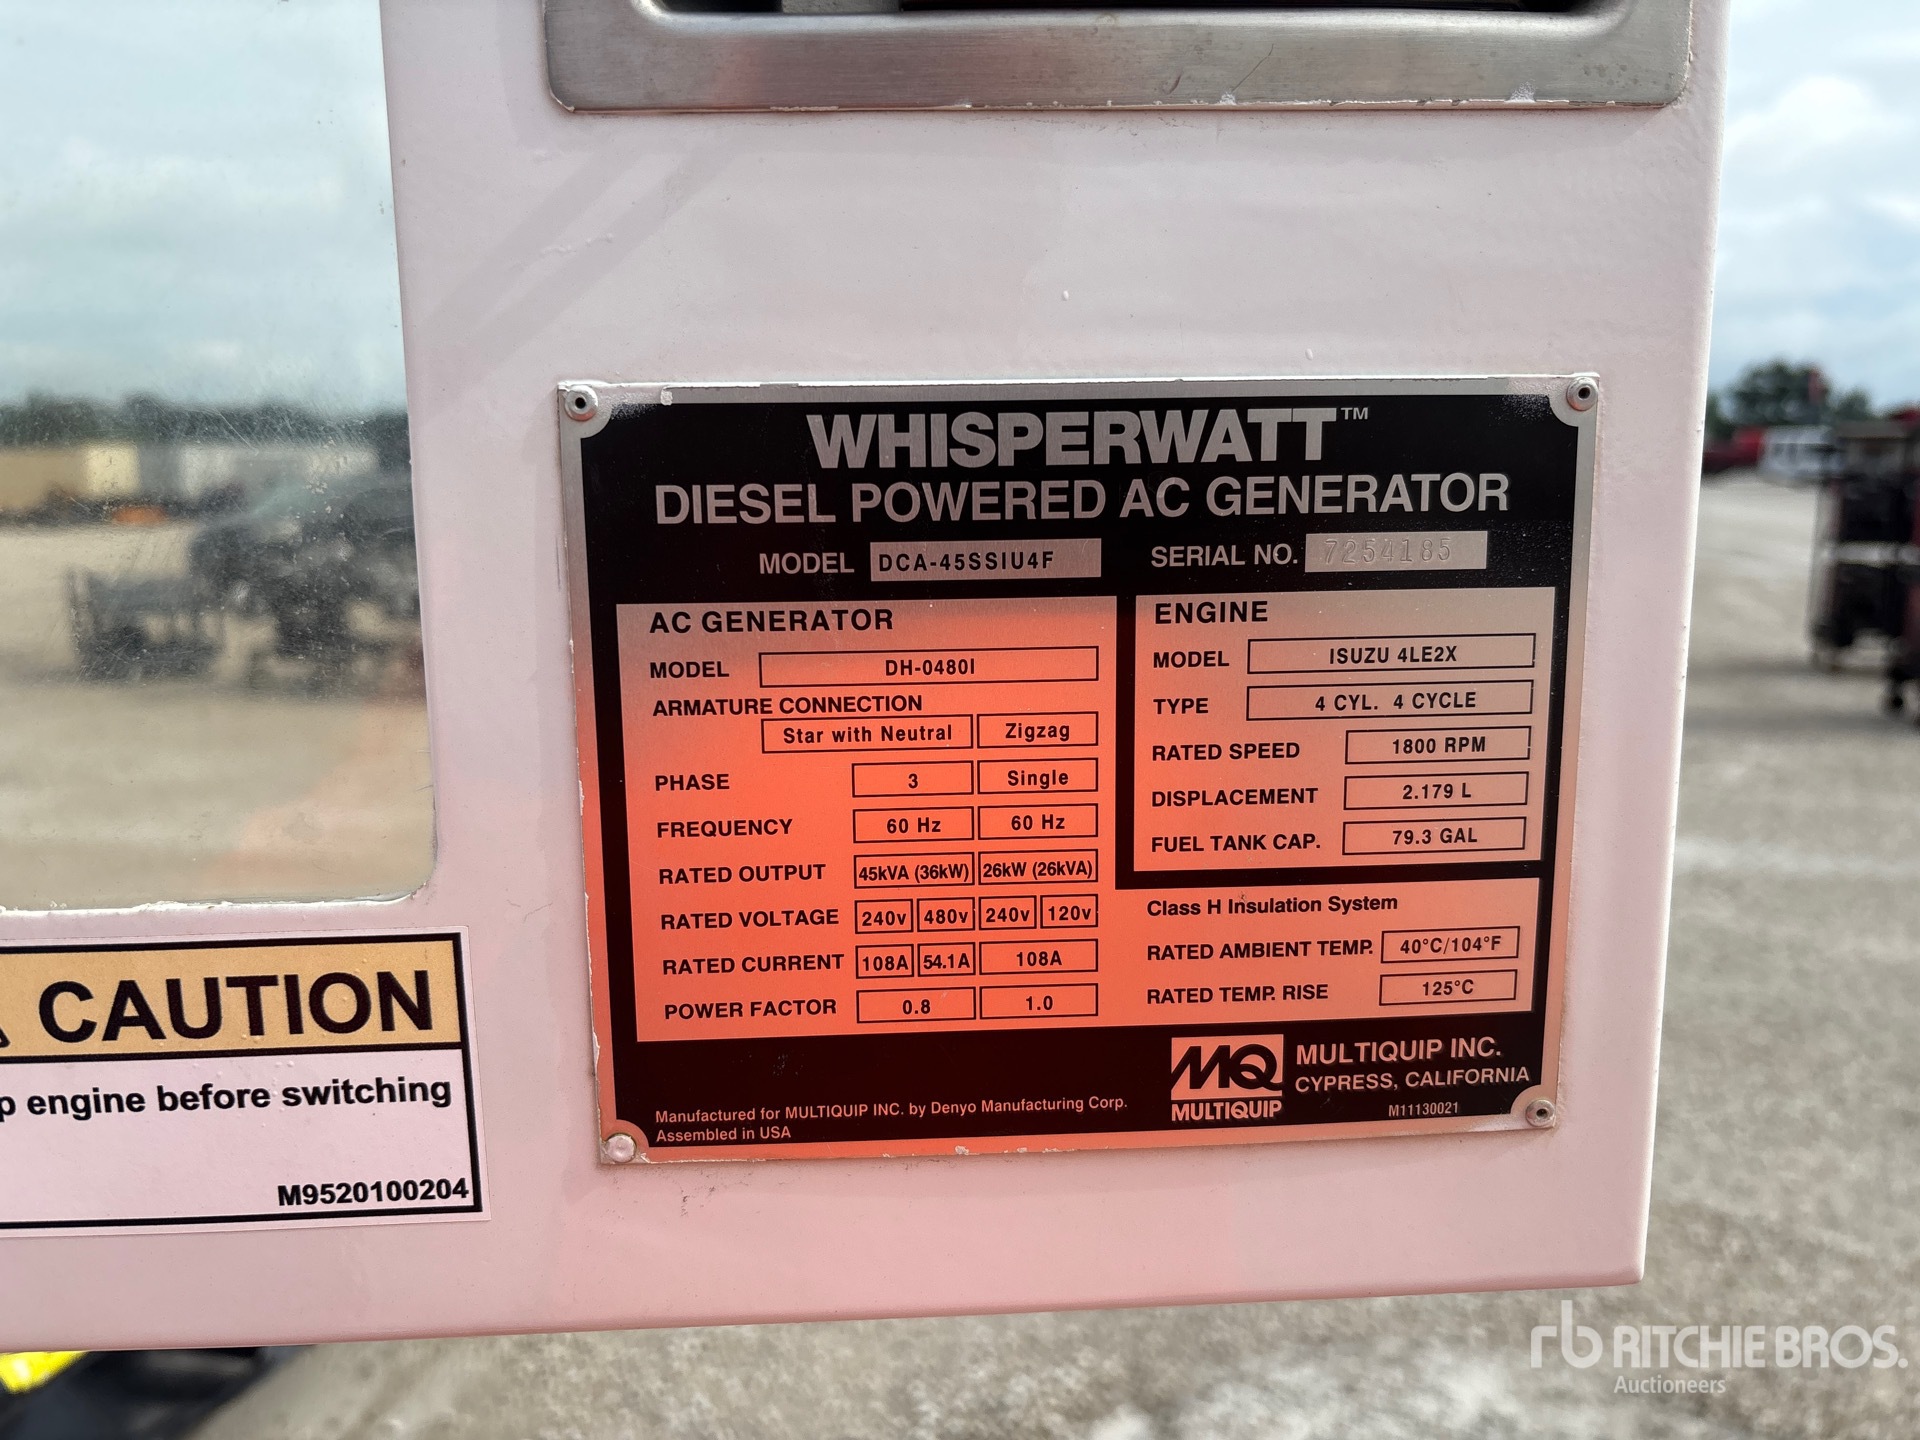 WHISPERWATT™
DIESEL POWERED AC GENERATOR
MODEL DCA-45SSIU4F SERIAL NO. 7254185
AC GENERATOR
MODEL DH-0480I
ARMATURE CONNECTION
Star with Neutral Zigzag
PHASE 3 Single
FREQUENCY 60 Hz 60 Hz
RATED OUTPUT 45kVA (36kW) 26kW (26kVA)
RATED VOLTAGE 240v 480v 240v 120v
RATED CURRENT 108A 54.1A 108A
POWER FACTOR 0.8 1.0
ENGINE
MODEL ISUZU 4LE2X
TYPE 4 CYL. 4 CYCLE
RATED SPEED 1800 RPM
DISPLACEMENT 2.179 L
FUEL TANK CAP. 79.3 GAL
Class H Insulation System
RATED AMBIENT TEMP. 40°C/104°F
RATED TEMP. RISE 125°C
Manufactured for MULTIQUIP INC. by Denyo Manufacturing Corp.
Assembled in USA
MQ
MULTIQUIP
MULTIQUIP INC.
CYPRESS, CALIFORNIA
M11130021
CAUTION
p engine before switching
M9520100204
rb RITCHIE BROS.
Auctioneers